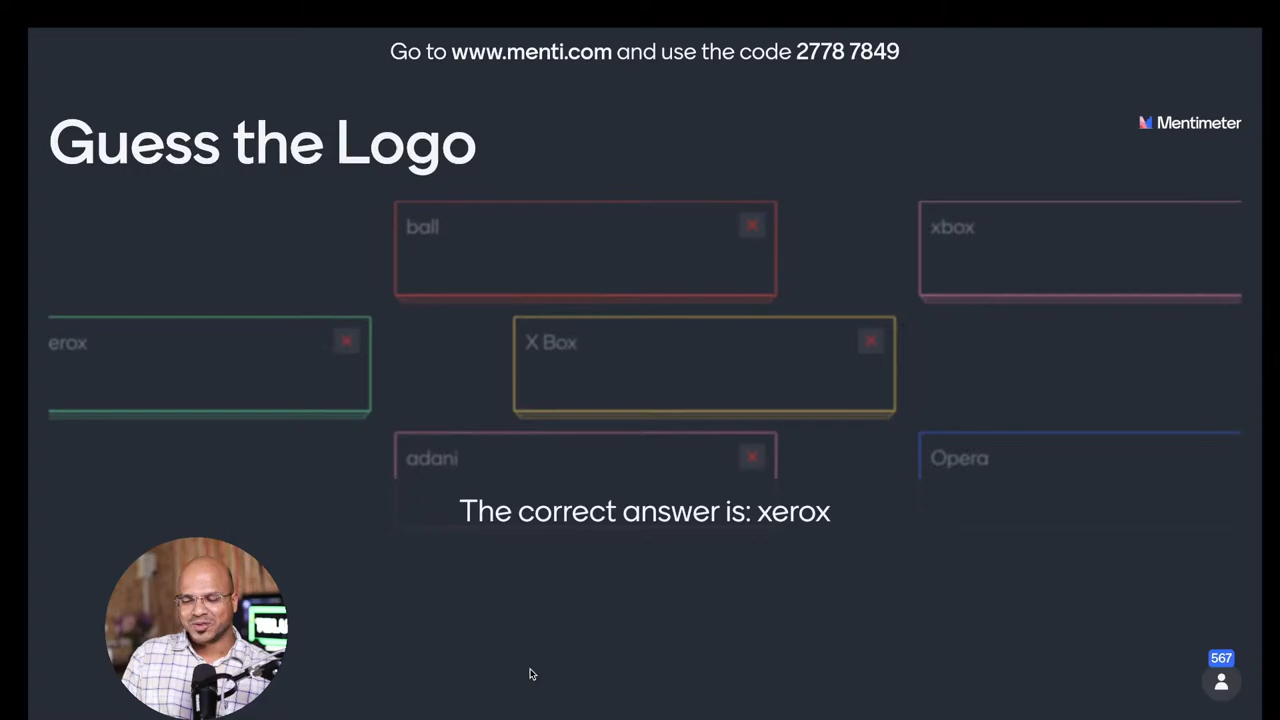 Go to www.menti.com and use the code 2778 7849
Guess the Logo
Mentimeter
ball
xbox
erox
X Box
adani
Opera
The correct answer is: xerox
567